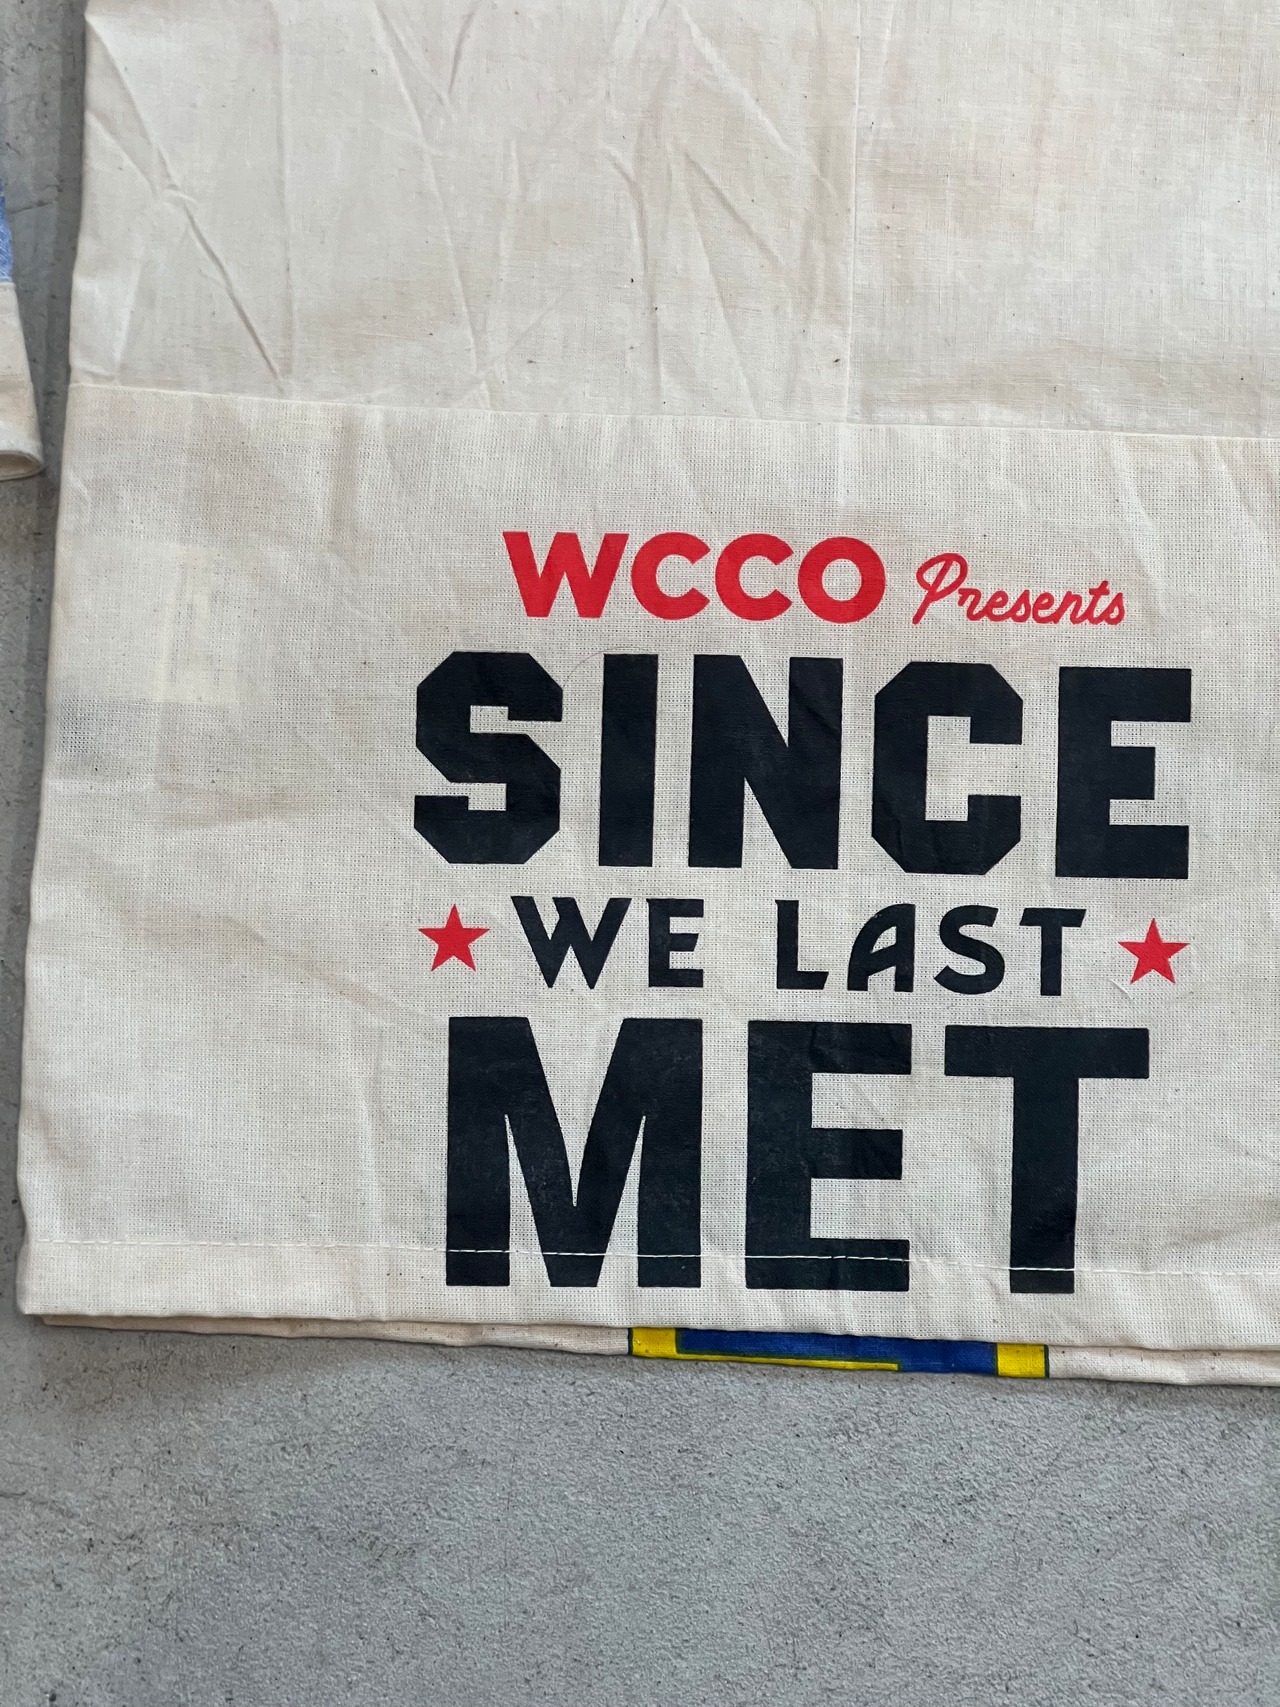 WCCO Presents
SINCE
WE LAST
MET